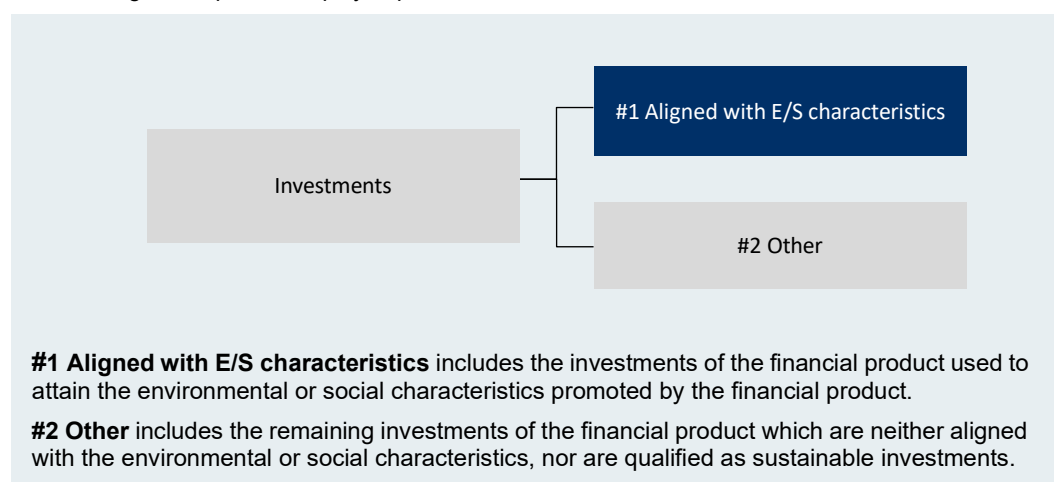 #1 Aligned with E/S characteristics
Investments
#2 Other
#1 Aligned with E/S characteristics includes the investments of the financial product used to
attain the environmental or social characteristics promoted by the financial product.
#2 Other includes the remaining investments of the financial product which are neither aligned
with the environmental or social characteristics, nor are qualified as sustainable investments.